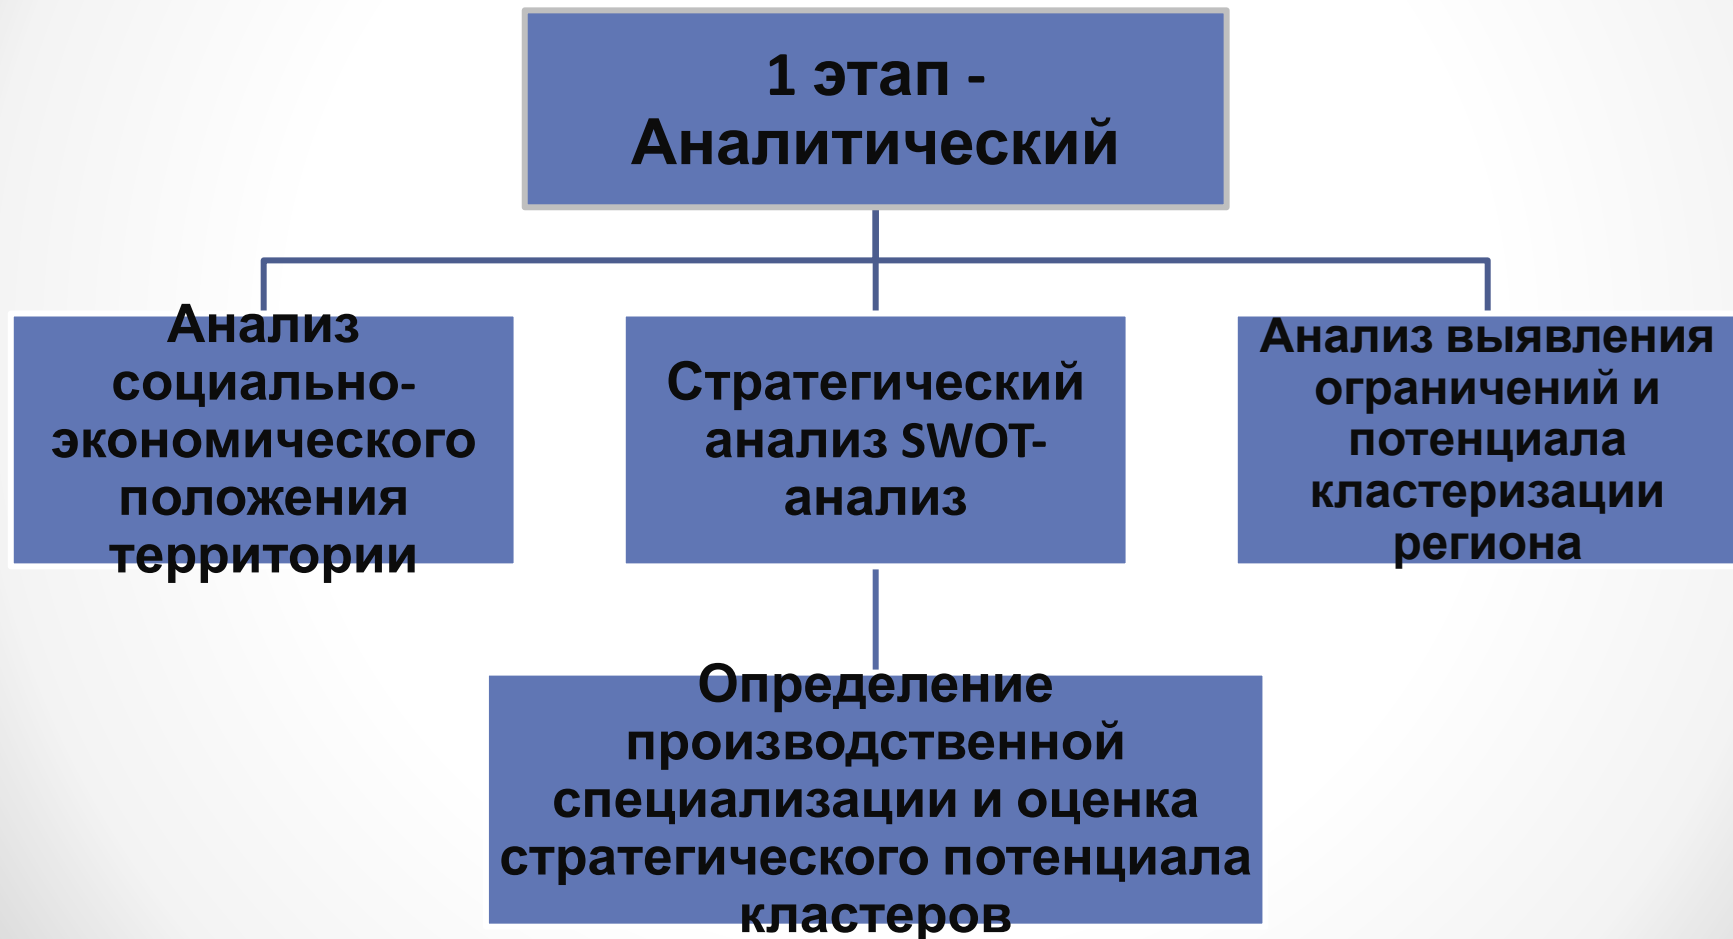 1 этап -
Аналитический
Анализ
социально-
экономического
положения
территории
Стратегический
анализ SWOT-
анализ
Анализ выявления
ограничений и
потенциала
кластеризации
региона
Определение
производственной
специализации и оценка
стратегического потенциала
кластеров